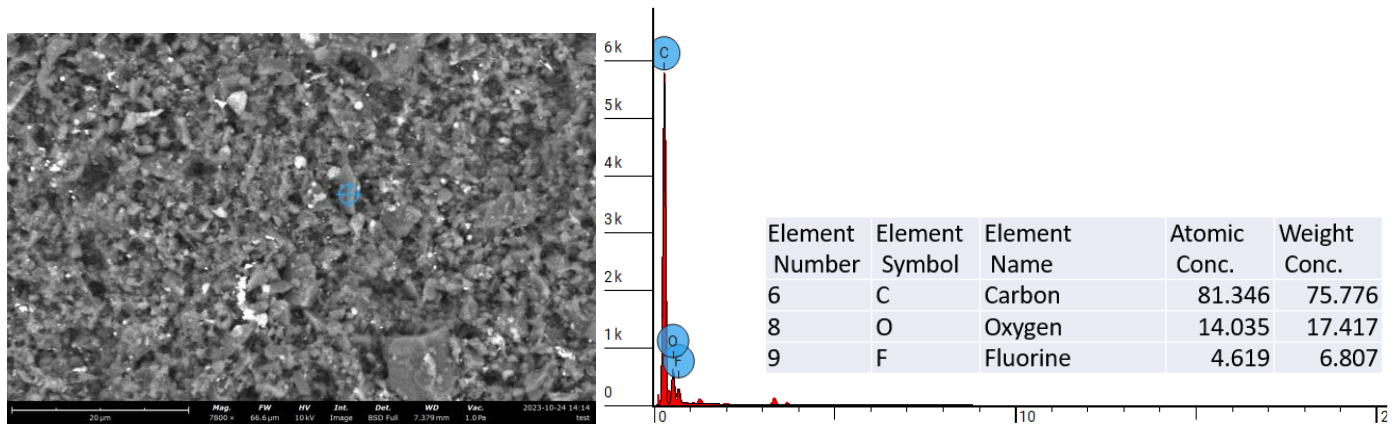 20 µm
Mag. FW HV Int. Det. WD Vac. 2023-10-24 14:14
7800 × 66.6 µm 10 kV Image BSD Full 7.379 mm 1.0 Pa test
6 k
C
5 k
4 k
3 k
2 k
1 k
O
F
0
0 10 2
Element Element Element Atomic Weight
Number Symbol Name Conc. Conc.
6 C Carbon 81.346 75.776
8 O Oxygen 14.035 17.417
9 F Fluorine 4.619 6.807